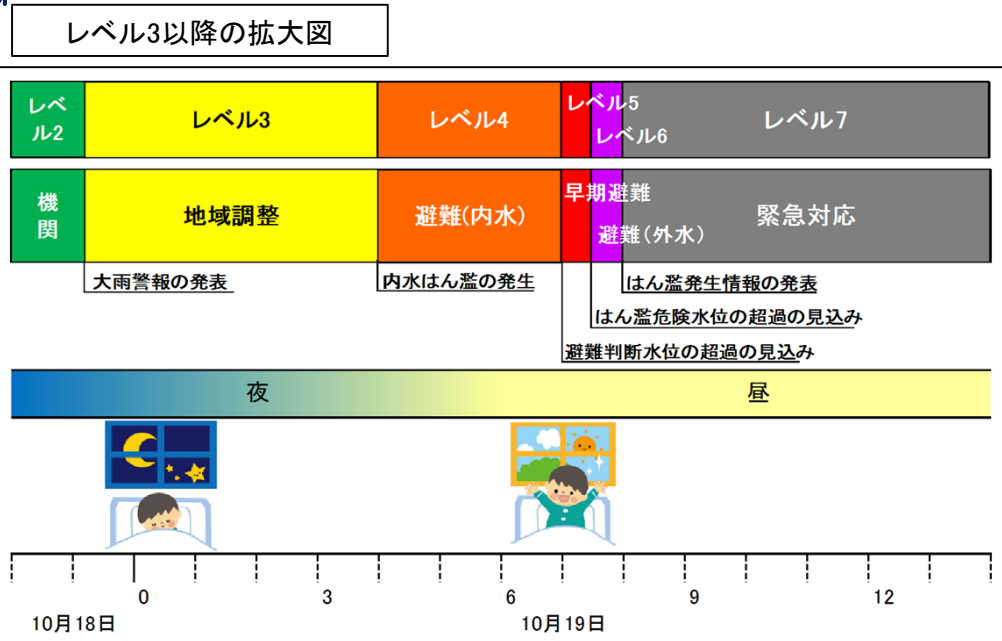 レベル3以降の拡大図
レベ
ル2
レベル3
レベル4
レベル5
レベル6
レベル7
機
関
地域調整
避難(内水)
早期避難
避難(外水)
緊急対応
大雨警報の発表
内水はん濫の発生
はん濫発生情報の発表
はん濫危険水位の超過の見込み
避難判断水位の超過の見込み
夜
昼
0
3
6
9
12
10月18日
10月19日